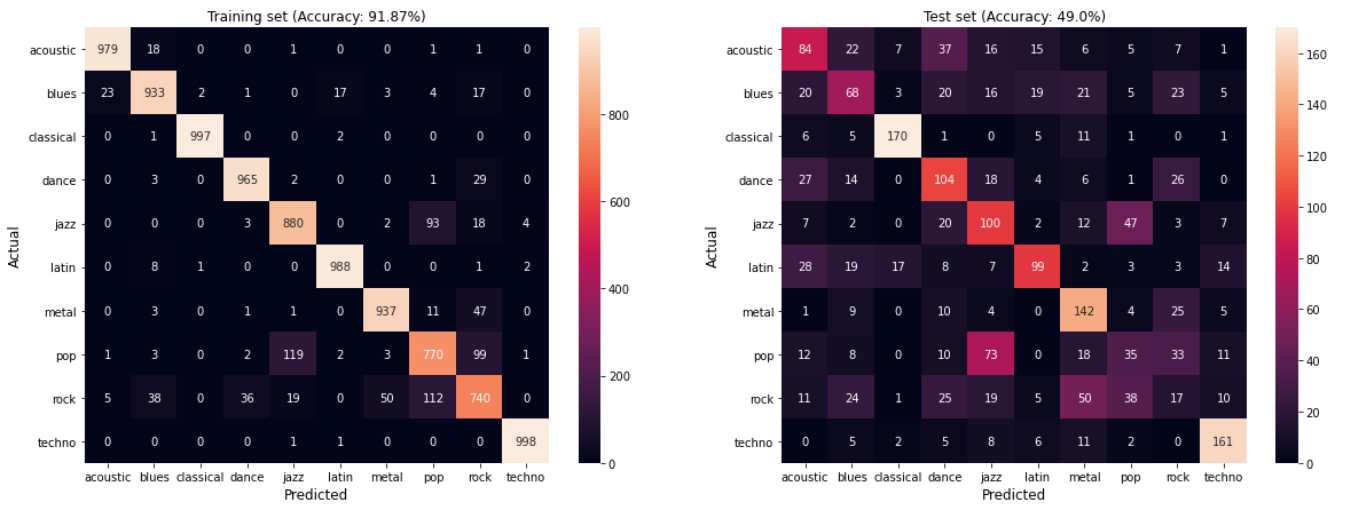 Training set (Accuracy: 91.87%)
acoustic 979 18 0 0 1 0 0 1 1 0
blues 23 933 2 1 0 17 3 4 17 0
classical 0 1 997 0 0 2 0 0 0 0
dance 0 3 0 965 2 0 0 1 29 0
jazz 0 0 0 3 880 0 2 93 18 4
latin 0 8 1 0 0 988 0 0 1 2
metal 0 3 0 1 1 0 937 11 47 0
pop 1 3 0 2 119 2 3 770 99 1
rock 5 38 0 36 19 0 50 112 740 0
techno 0 0 0 0 1 1 0 0 0 998
acoustic blues classical dance jazz latin metal pop rock techno
Actual
Predicted
800
600
400
200
0
Test set (Accuracy: 49.0%)
acoustic 84 22 7 37 16 15 6 5 7 1
blues 20 68 3 20 16 19 21 5 23 5
classical 6 5 170 1 0 5 11 1 0 1
dance 27 14 0 104 18 4 6 1 26 0
jazz 7 2 0 20 100 2 12 47 3 7
latin 28 19 17 8 7 99 2 3 3 14
metal 1 9 0 10 4 0 142 4 25 5
pop 12 8 0 10 73 0 18 35 33 11
rock 11 24 1 25 19 5 50 38 17 10
techno 0 5 2 5 8 6 11 2 0 161
acoustic blues classical dance jazz latin metal pop rock techno
Actual
Predicted
160
140
120
100
80
60
40
20
0